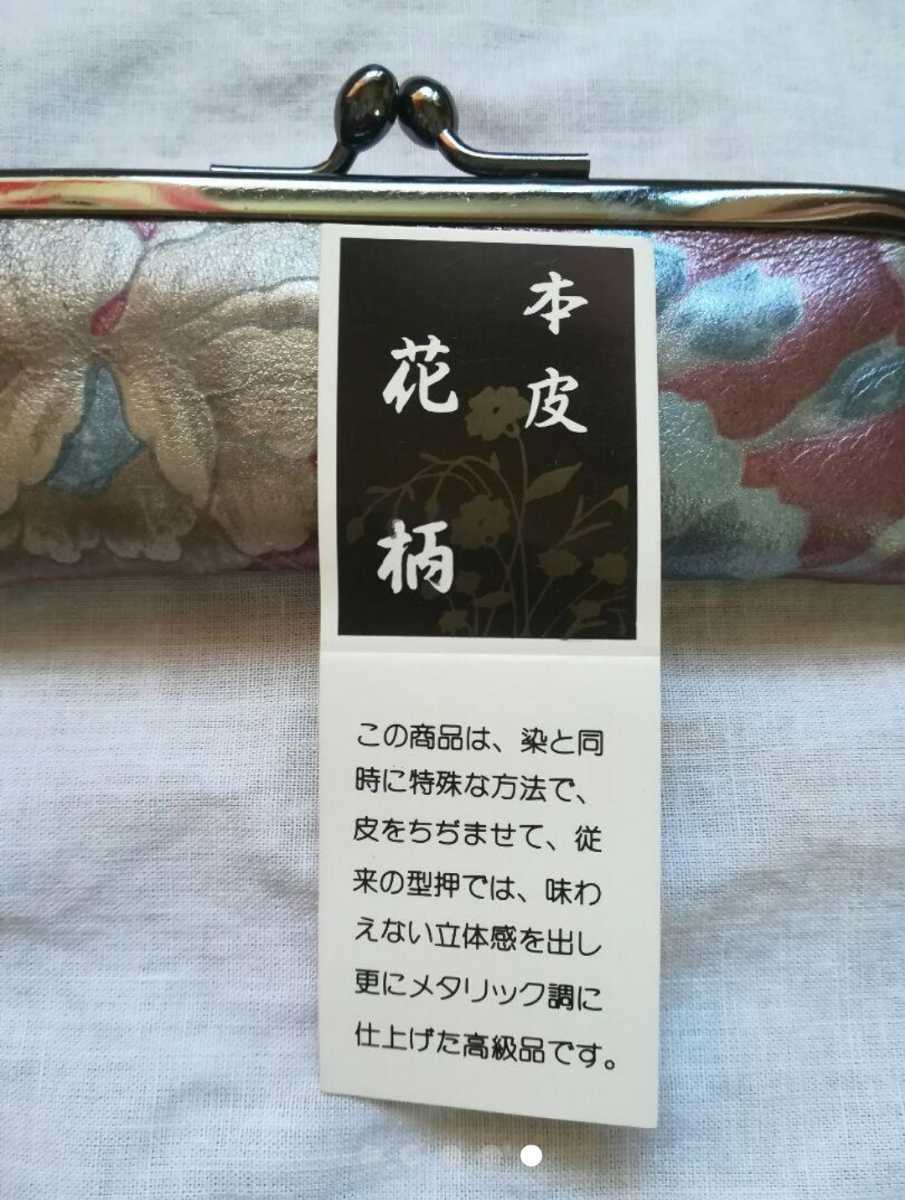 本皮
花柄
この商品は、染と同
時に特殊な方法で、
皮をちぢませて、従
来の型押では、味わ
えない立体感を出し
更にメタリック調に
仕上げた高級品です。